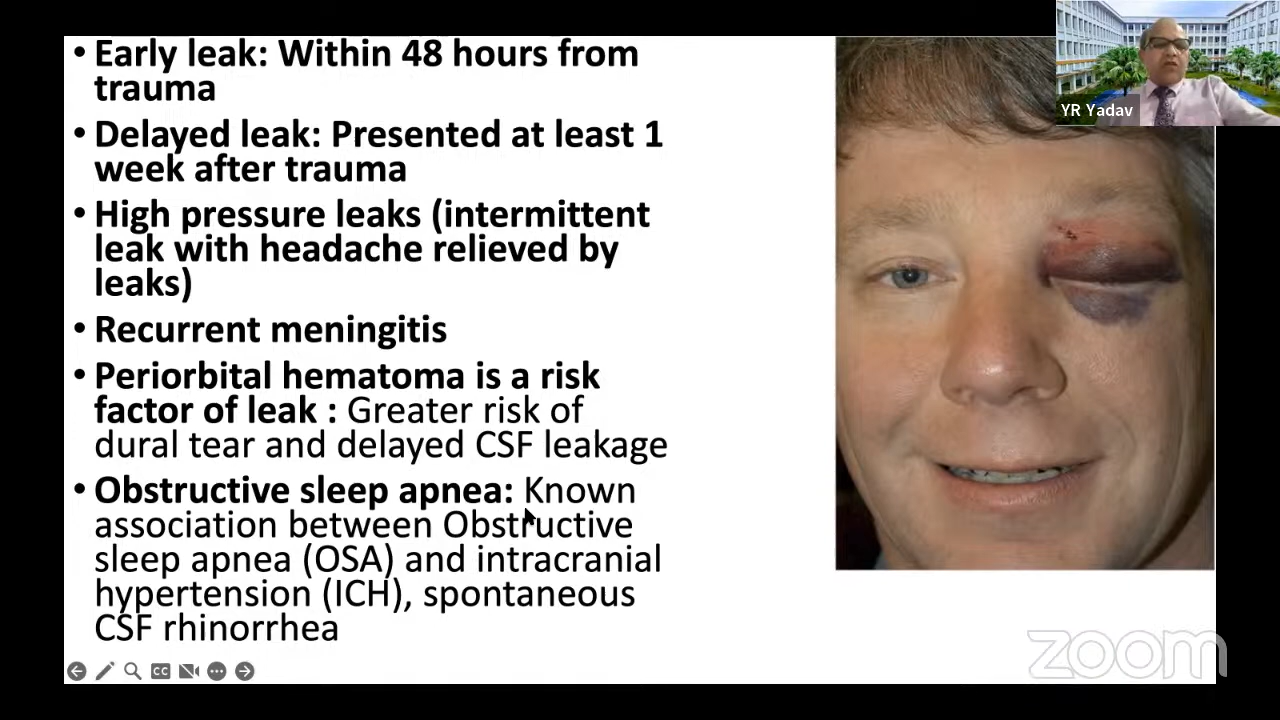 • Early leak: Within 48 hours from
trauma
• Delayed leak: Presented at least 1
week after trauma
• High pressure leaks (intermittent
leak with headache relieved by
leaks)
• Recurrent meningitis
• Periorbital hematoma is a risk
factor of leak : Greater risk of
dural tear and delayed CSF leakage
• Obstructive sleep apnea: Known
association between Obstructive
sleep apnea (OSA) and intracranial
hypertension (ICH), spontaneous
CSF rhinorrhea
YR Yadav
CC
zoom